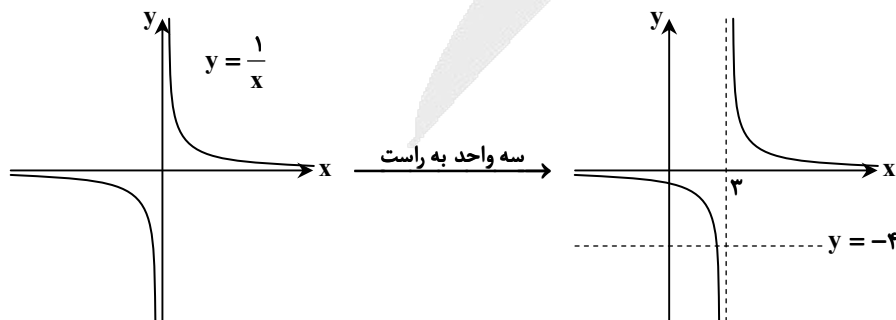 y
y = ۱/x
x
سه واحد به راست
y
x
۳
y = −۴